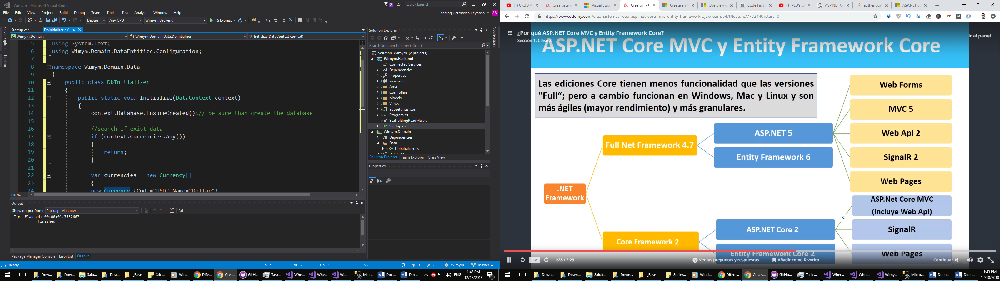 Wimym - Microsoft Visual Studio
2
Quick Launch
File Edit View Project Build Debug Team Tools Test Analyze Window Help
Starling Germosen Reynoso
SR
Debug
Any CPU
Wimym.Backend
IIS Express
Server Explorer
Toolbox
Startup.cs*
DbInitializer.cs*
Wimym.Domain
Wimym.Domain.Data.DbInitializer
Initialize(DataContext context)
5 using System.Text;
6 using Wimym.Domain.DataEntities.Configuration;
7
8 namespace Wimym.Domain.Data
9 {
10 public class DbInitializer
11 {
12 public static void Initialize(DataContext context)
13 {
14 context.Database.EnsureCreated();// be sure than create the database
15
16 //search if exist data
17 if (context.Currencies.Any())
18 {
19 return;
20 }
21
22 var currencies = new Currency[]
23 {
24 new Currency {Code="USD",Name="Dollar"},
146 %
Output
Show output from: Package Manager
Time Elapsed: 00:00:01.3552607
========== Finished ==========
Package Manager Console Error List Output
Ready
Ln 25
Col 13
Ch 13
INS
0
82
Wimym
master
Solution Explorer
Search Solution Explorer (Ctrl+;)
Solution 'Wimym' (2 projects)
Wimym.Backend
Connected Services
Dependencies
Properties
wwwroot
Areas
Controllers
Models
Views
appsettings.json
Program.cs
ScaffoldingReadMe.txt
Startup.cs
Wimym.Domain
Dependencies
Data
DbInitializer.cs
DataEntities
Solution Explorer Team Explorer Class View
Properties
Notifications
Dow... Dow... Salu... Dow... _Base Stic... Win... Dife... Crea... GitH... Task... Whe... Whe... Wi... Micr... Doc... Doc...
ENG
1:43 PM
12/18/2018
1
(1) CRUD A
Crea sistem
Visual Studi
Crea sis
Create an A
Overview o
Code First
(1) PLD's G
ASP.NET Co
authenticat
ASP.NET Co
https://www.udemy.com/crea-sistemas-web-asp-net-core-mvc-entity-framework-ajax/learn/v4/t/lecture/7732440?start=0
¿Por qué ASP.NET Core MVC y Entity Framework Core?
Sección 1, Clase 3
Ir al panel
ASP.NET Core MVC y Entity Framework Core
Las ediciones Core tienen menos funcionalidad que las versiones
"Full“; pero a cambio funcionan en Windows, Mac y Linux y son
más ágiles (mayor rendimiento) y más granulares.
.NET
Framework
Full Net Framework 4.7
ASP.NET 5
Entity Framework 6
Web Forms
MVC 5
Web Api 2
SignalR 2
Web Pages
Core Framework 2
ASP.NET Core 2
Entity Framework Core 2
ASP.Net Core MVC
(incluye Web Api)
SignalR
Web Pages
1 x
1:28 / 2:29
Ver las preguntas y respuestas
Añadir como favorito
Continuar
Down... Down... Salud... Down... _Base Sticky... Wind... Difere... Crea s... GitHu... Task ... Wher... Wher... Wimy... Micro... Docu... Docu...
1:43 PM
12/18/2018